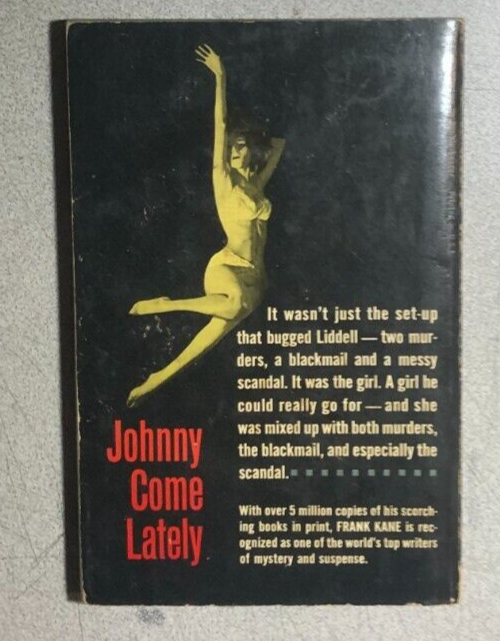 It wasn't just the set-up
that bugged Liddell — two mur-
ders, a blackmail and a messy
scandal. It was the girl. A girl he
could really go for — and she
was mixed up with both murders,
the blackmail, and especially the
scandal.
Johnny
Come
Lately
With over 5 million copies of his scorch-
ing books in print, FRANK KANE is rec-
ognized as one of the world's top writers
of mystery and suspense.